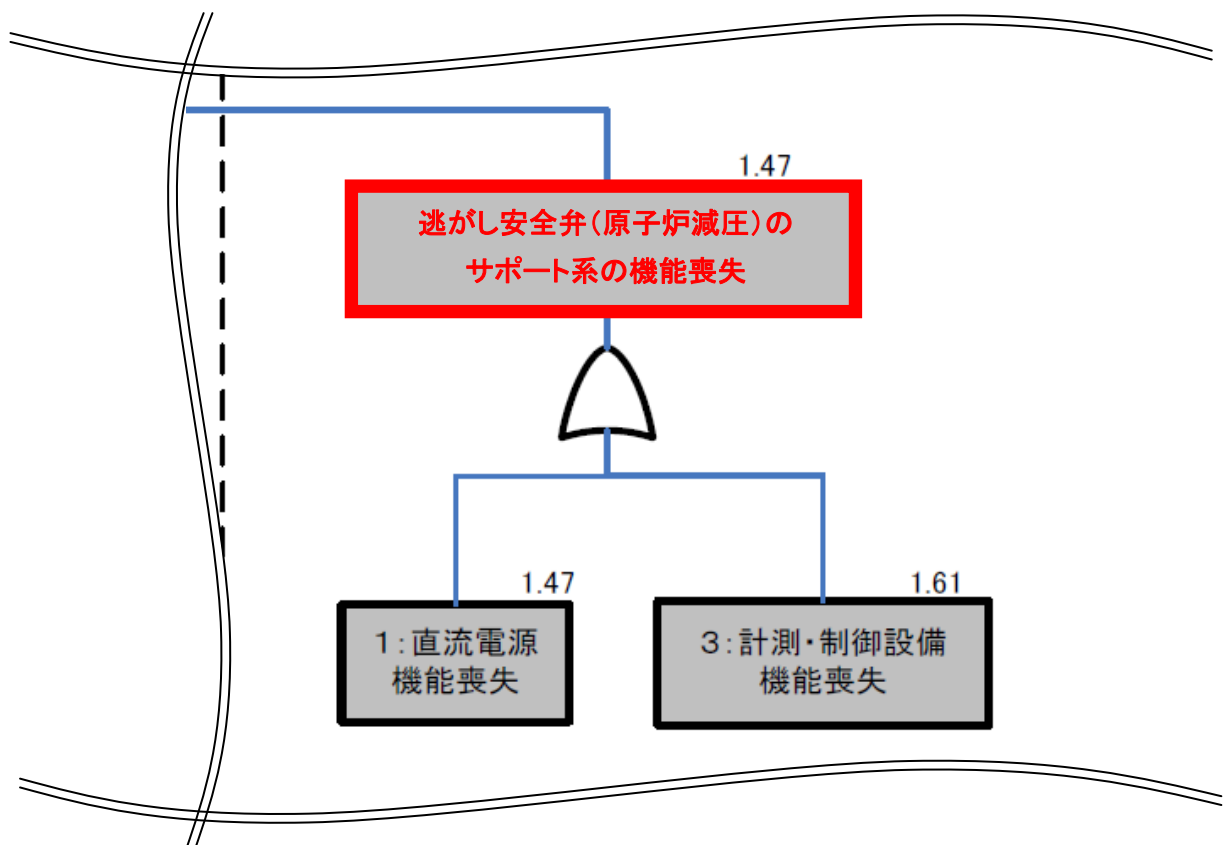 1.47
逃がし安全弁(原子炉減圧)の
サポート系の機能喪失
1.47
1:直流電源
機能喪失
1.61
3:計測・制御設備
機能喪失